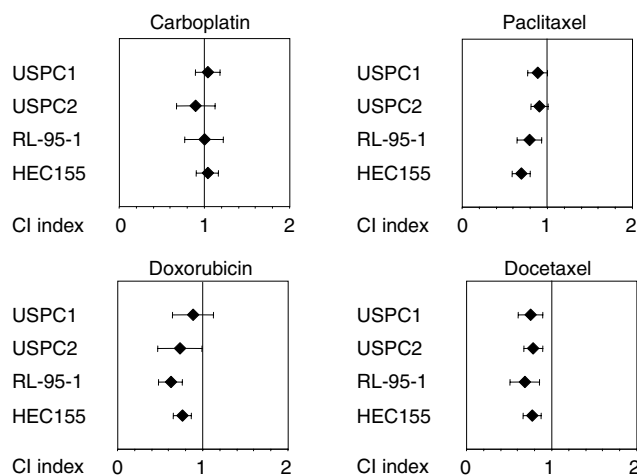 Carboplatin
USPC1
USPC2
RL-95-1
HEC155
CI index 0 1 2
Paclitaxel
USPC1
USPC2
RL-95-1
HEC155
CI index 0 1 2
Doxorubicin
USPC1
USPC2
RL-95-1
HEC155
CI index 0 1 2
Docetaxel
USPC1
USPC2
RL-95-1
HEC155
CI index 0 1 2